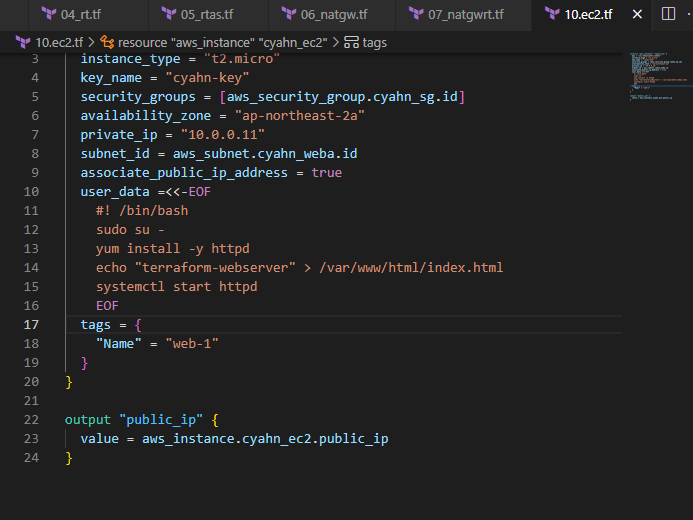 04_rt.tf 05_rtas.tf 06_natgw.tf 07_natgwrt.tf 10.ec2.tf
10.ec2.tf > resource "aws_instance" "cyahn_ec2" > tags
3 instance_type = "t2.micro"
4 key_name = "cyahn-key"
5 security_groups = [aws_security_group.cyahn_sg.id]
6 availability_zone = "ap-northeast-2a"
7 private_ip = "10.0.0.11"
8 subnet_id = aws_subnet.cyahn_weba.id
9 associate_public_ip_address = true
10 user_data =<<-EOF
11 #! /bin/bash
12 sudo su -
13 yum install -y httpd
14 echo "terraform-webserver" > /var/www/html/index.html
15 systemctl start httpd
16 EOF
17 tags = {
18 "Name" = "web-1"
19 }
20 }
21
22 output "public_ip" {
23 value = aws_instance.cyahn_ec2.public_ip
24 }